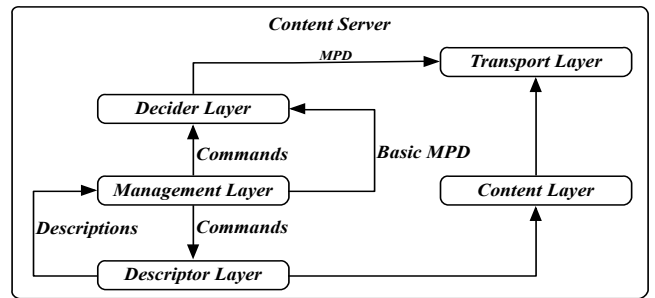 Content Server
MPD
Transport Layer
Decider Layer
Commands
Basic MPD
Management Layer
Content Layer
Descriptions
Commands
Descriptor Layer